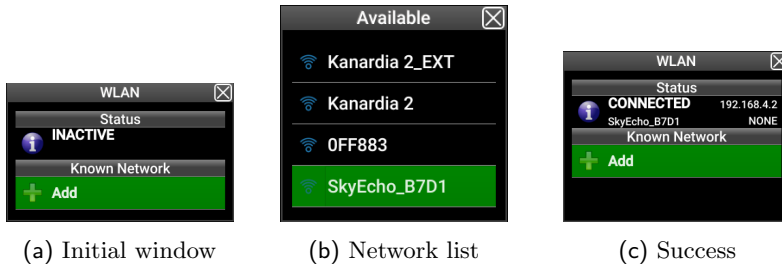 WLAN
Status
INACTIVE
Known Network
Add
(a) Initial window
Available
Kanardia 2_EXT
Kanardia 2
0FF883
SkyEcho_B7D1
(b) Network list
WLAN
Status
CONNECTED 192.168.4.2
SkyEcho_B7D1 NONE
Known Network
Add
(c) Success